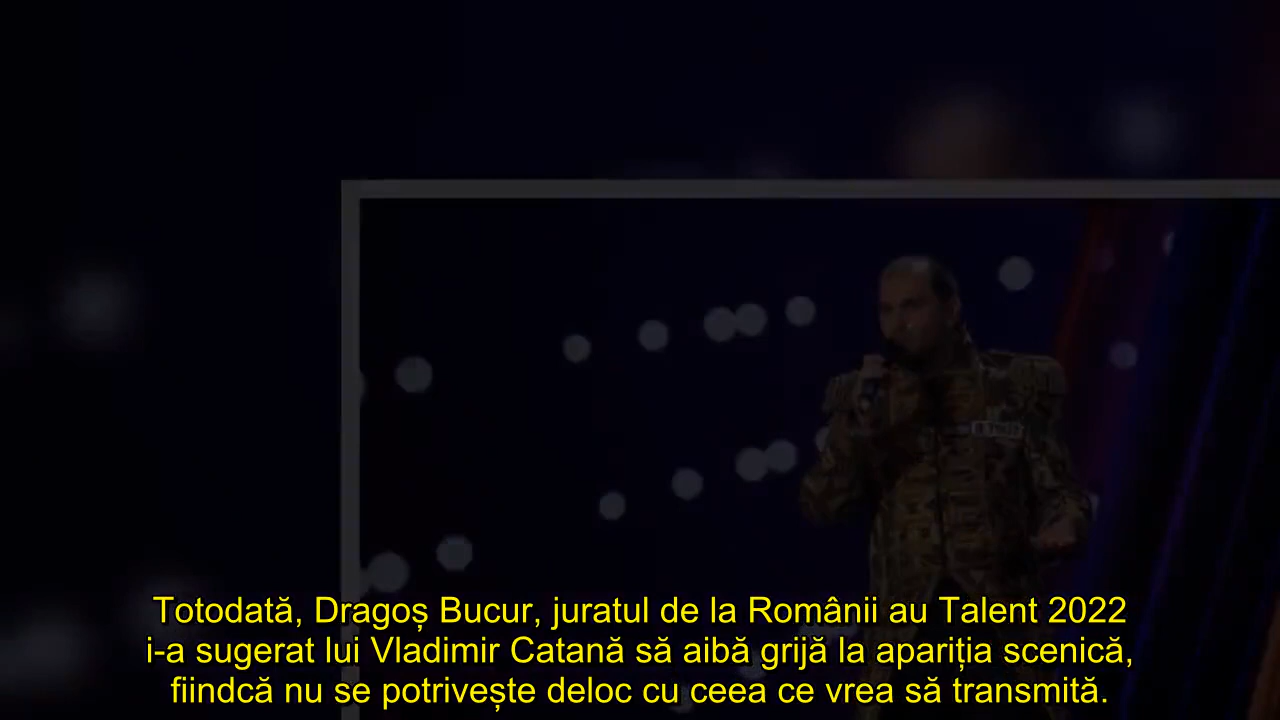 Totodată, Dragoș Bucur, juratul de la Românii au Talent 2022
i-a sugerat lui Vladimir Catană să aibă grijă la apariția scenică,
fiindcă nu se potrivește deloc cu ceea ce vrea să transmită.